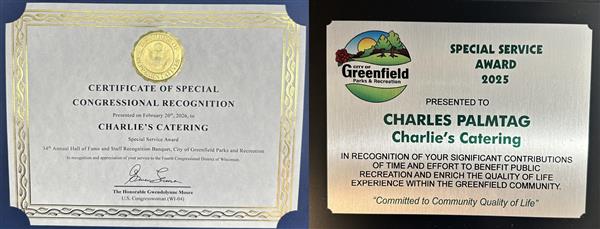 CERTIFICATE OF SPECIAL
CONGRESSIONAL RECOGNITION
Presented on February 20th, 2026, to
CHARLIE'S CATERING
Special Service Award
34th Annual Hall of Fame and Staff Recognition Banquet, City of Greenfield Parks and Recreation
In recognition and appreciation of your service to the Fourth Congressional District of Wisconsin.
The Honorable Gwendolynne Moore
U.S. Congresswoman (WI-04)
CITY OF
Greenfield
Parks & Recreation
SPECIAL SERVICE
AWARD
2025
PRESENTED TO
CHARLES PALMTAG
Charlie's Catering
IN RECOGNITION OF YOUR SIGNIFICANT CONTRIBUTIONS
OF TIME AND EFFORT TO BENEFIT PUBLIC
RECREATION AND ENRICH THE QUALITY OF LIFE
EXPERIENCE WITHIN THE GREENFIELD COMMUNITY.
"Committed to Community Quality of Life"